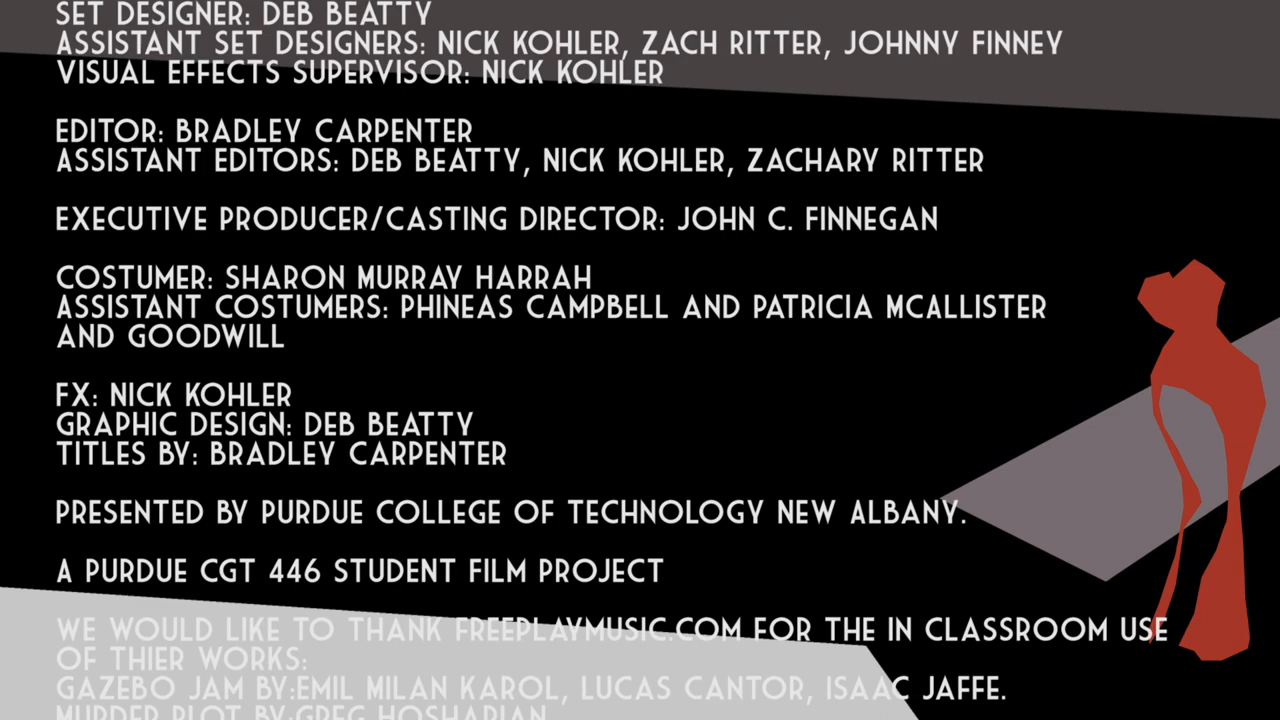 SET DESIGNER: DEB BEATTY
ASSISTANT SET DESIGNERS: NICK KOHLER, ZACH RITTER, JOHNNY FINNEY
VISUAL EFFECTS SUPERVISOR: NICK KOHLER
EDITOR: BRADLEY CARPENTER
ASSISTANT EDITORS: DEB BEATTY, NICK KOHLER, ZACHARY RITTER
EXECUTIVE PRODUCER/CASTING DIRECTOR: JOHN C. FINNEGAN
COSTUMER: SHARON MURRAY HARRAH
ASSISTANT COSTUMERS: PHINEAS CAMPBELL AND PATRICIA MCALLISTER
AND GOODWILL
FX: NICK KOHLER
GRAPHIC DESIGN: DEB BEATTY
TITLES BY: BRADLEY CARPENTER
PRESENTED BY PURDUE COLLEGE OF TECHNOLOGY NEW ALBANY.
A PURDUE CGT 446 STUDENT FILM PROJECT
WE WOULD LIKE TO THANK FREEPLAYMUSIC.COM FOR THE IN CLASSROOM USE
OF THIER WORKS:
GAZEBO JAM BY:EMIL MILAN KAROL, LUCAS CANTOR, ISAAC JAFFE.
MURDER PLOT BY:GREG HOSHARIAN